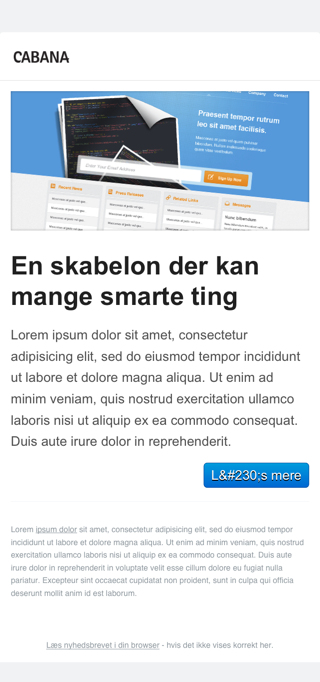 CABANA
Company
Contact
Praesent tempor rutrum
leo sit amet facilisis.
Enter Your Email Address
Sign Up Now
Recent News
Press Releases
Related Links
Messages
Nunc bibendum
En skabelon der kan
mange smarte ting
Lorem ipsum dolor sit amet, consectetur
adipisicing elit, sed do eiusmod tempor incididunt
ut labore et dolore magna aliqua. Ut enim ad
minim veniam, quis nostrud exercitation ullamco
laboris nisi ut aliquip ex ea commodo consequat.
Duis aute irure dolor in reprehenderit.
L&#230;s mere
Lorem ipsum dolor sit amet, consectetur adipisicing elit, sed do eiusmod tempor
incididunt ut labore et dolore magna aliqua. Ut enim ad minim veniam, quis nostrud
exercitation ullamco laboris nisi ut aliquip ex ea commodo consequat. Duis aute
irure dolor in reprehenderit in voluptate velit esse cillum dolore eu fugiat nulla
pariatur. Excepteur sint occaecat cupidatat non proident, sunt in culpa qui officia
deserunt mollit anim id est laborum.
Læs nyhedsbrevet i din browser - hvis det ikke vises korrekt her.